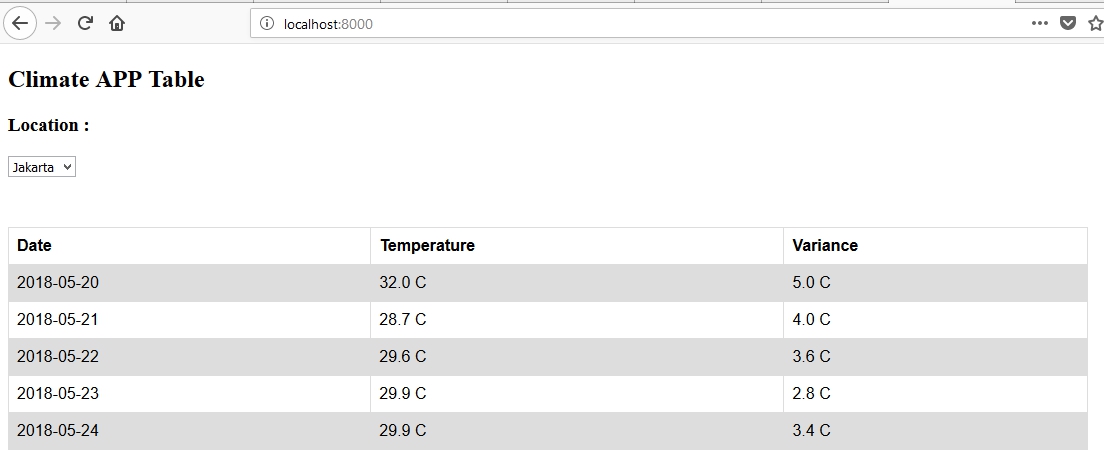 localhost:8000
Climate APP Table
Location :
Jakarta
Date Temperature Variance
2018-05-20 32.0 C 5.0 C
2018-05-21 28.7 C 4.0 C
2018-05-22 29.6 C 3.6 C
2018-05-23 29.9 C 2.8 C
2018-05-24 29.9 C 3.4 C